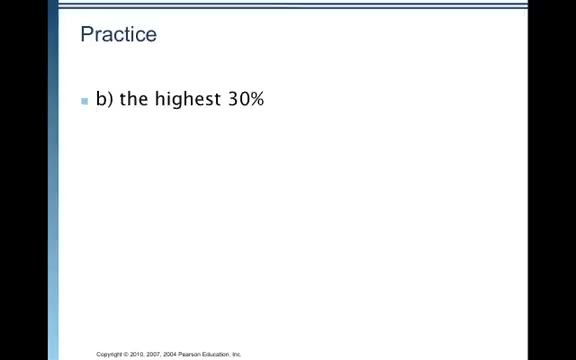 Practice
b) the highest 30%
Copyright © 2010, 2007, 2004 Pearson Education, Inc.